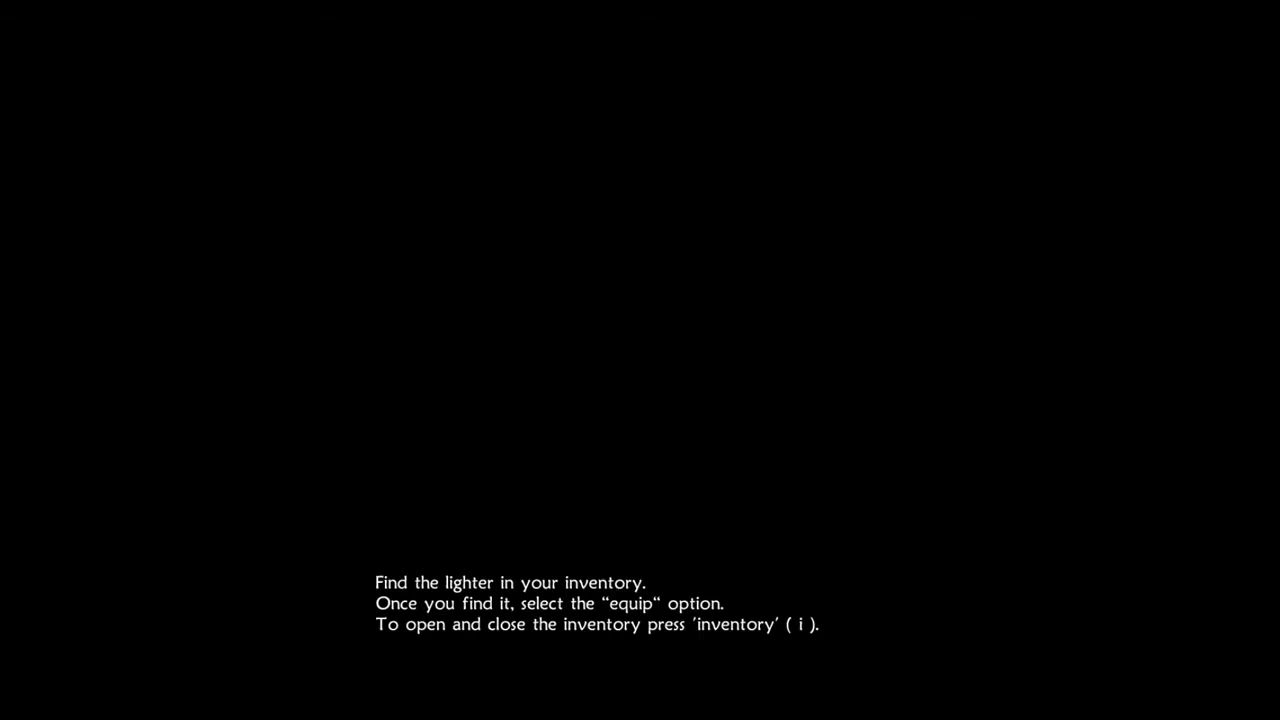 Find the lighter in your inventory.
Once you find it, select the “equip“ option.
To open and close the inventory press 'inventory' ( i ).